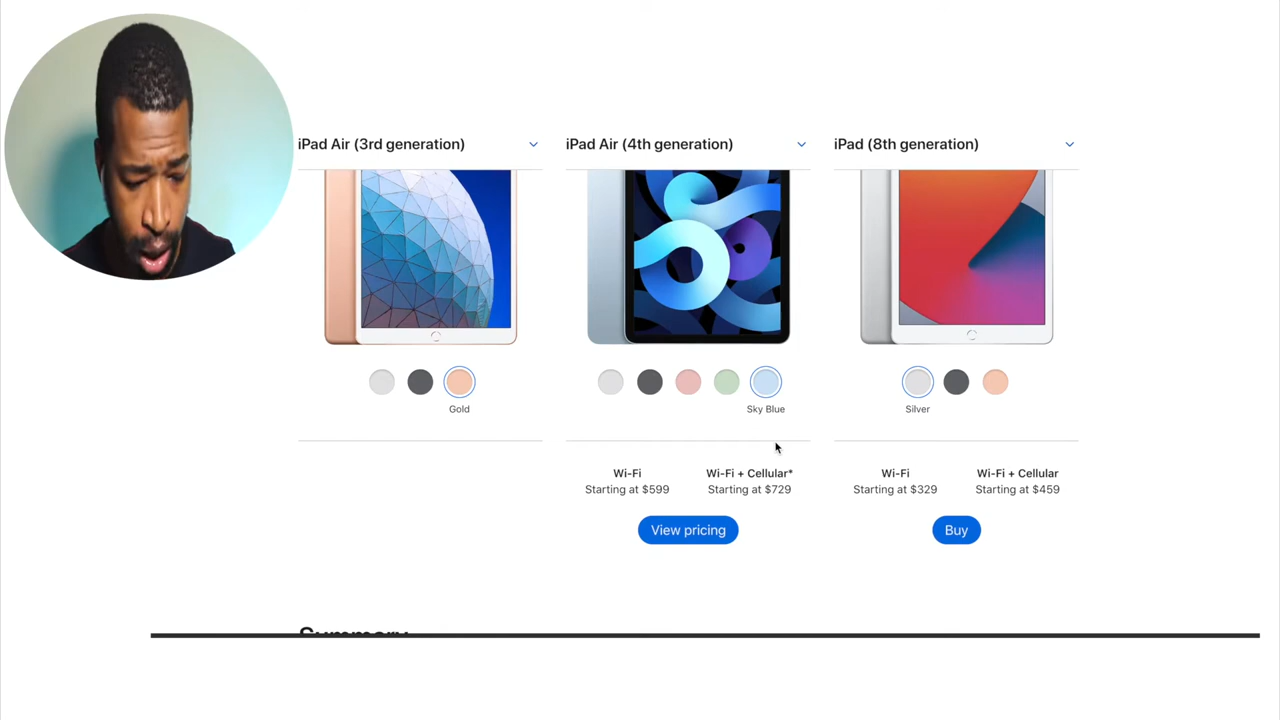 iPad Air (3rd generation)
iPad Air (4th generation)
iPad (8th generation)
Gold
Sky Blue
Silver
Wi-Fi
Starting at $599
Wi-Fi + Cellular*
Starting at $729
Wi-Fi
Starting at $329
Wi-Fi + Cellular
Starting at $459
View pricing
Buy
Summary